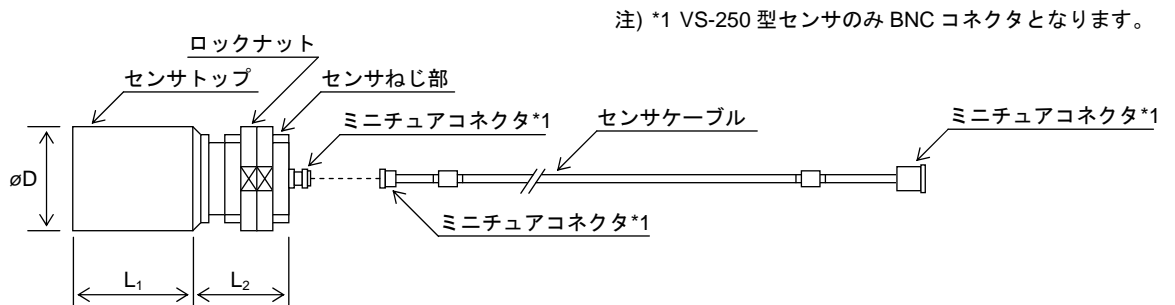 注) *1 VS-250 型センサのみ BNC コネクタとなります。
ロックナット
センサトップ
センサねじ部
ミニチュアコネクタ*1
センサケーブル
ミニチュアコネクタ*1
øD
ミニチュアコネクタ*1
L₁
L₂